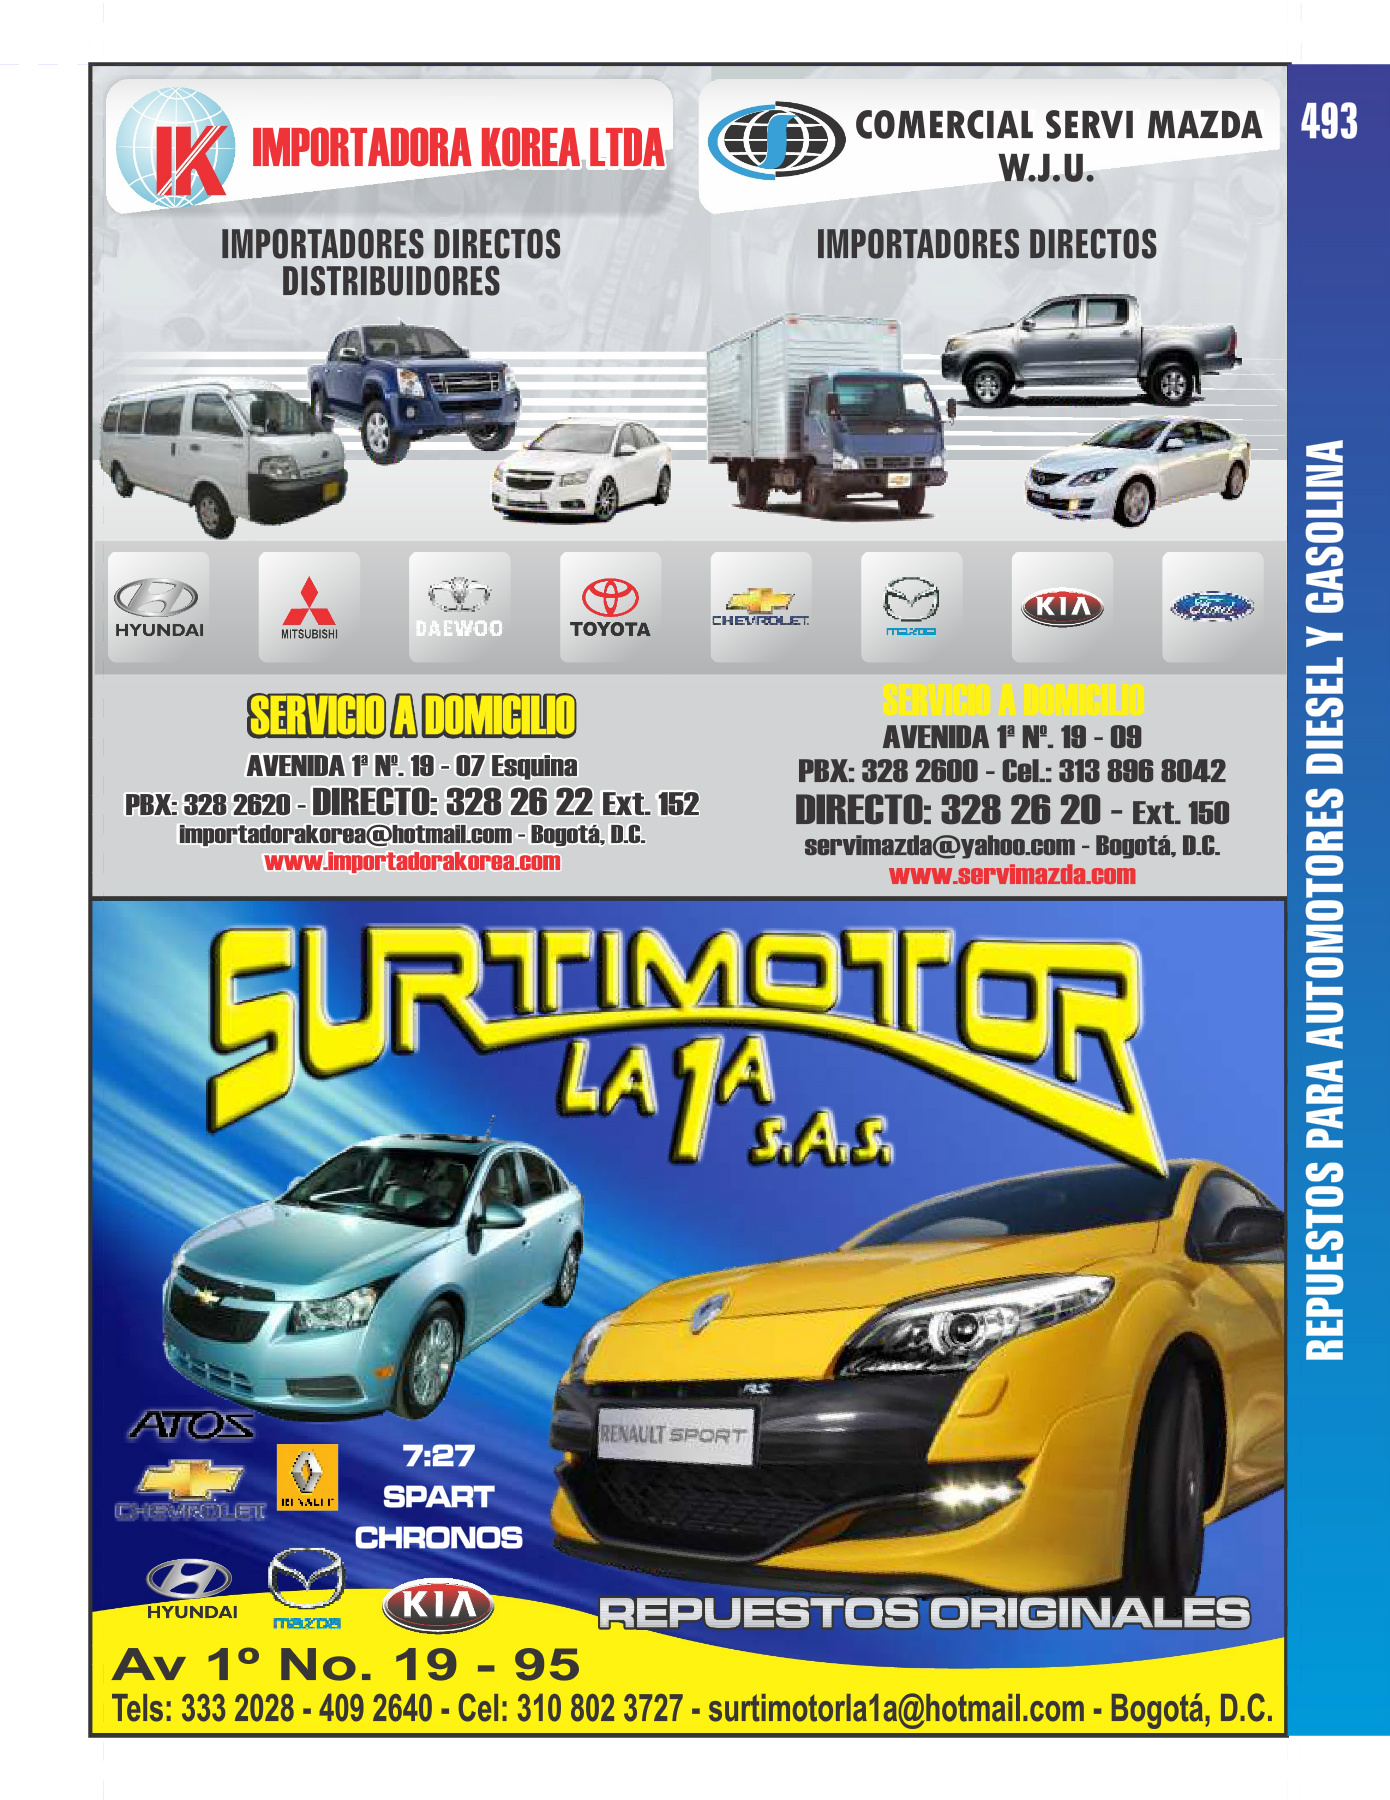 IK IMPORTADORA KOREA LTDA
IMPORTADORES DIRECTOS
DISTRIBUIDORES
S COMERCIAL SERVI MAZDA
W.J.U.
IMPORTADORES DIRECTOS
493
HYUNDAI
MITSUBISHI
DAEWOO
TOYOTA
CHEVROLET
mazda
KIA
Ford
SERVICIO A DOMICILIO
AVENIDA 1ª Nº. 19 - 07 Esquina
PBX: 328 2620 - DIRECTO: 328 26 22 Ext. 152
importadorakorea@hotmail.com - Bogotá, D.C.
www.importadorakorea.com
SERVICIO A DOMICILIO
AVENIDA 1ª Nº. 19 - 09
PBX: 328 2600 - Cel.: 313 896 8042
DIRECTO: 328 26 20 - Ext. 150
servimazda@yahoo.com - Bogotá, D.C.
www.servimazda.com
REPUESTOS PARA AUTOMOTORES DIESEL Y GASOLINA
SURTIMOTOR
LA 1A
S.A.S.
RS
RENAULT SPORT
ATOS
CHEVROLET
RENAULT
7:27
SPART
CHRONOS
HYUNDAI
mazda
KIA
REPUESTOS ORIGINALES
Av 1º No. 19 - 95
Tels: 333 2028 - 409 2640 - Cel: 310 802 3727 - surtimotorla1a@hotmail.com - Bogotá, D.C.